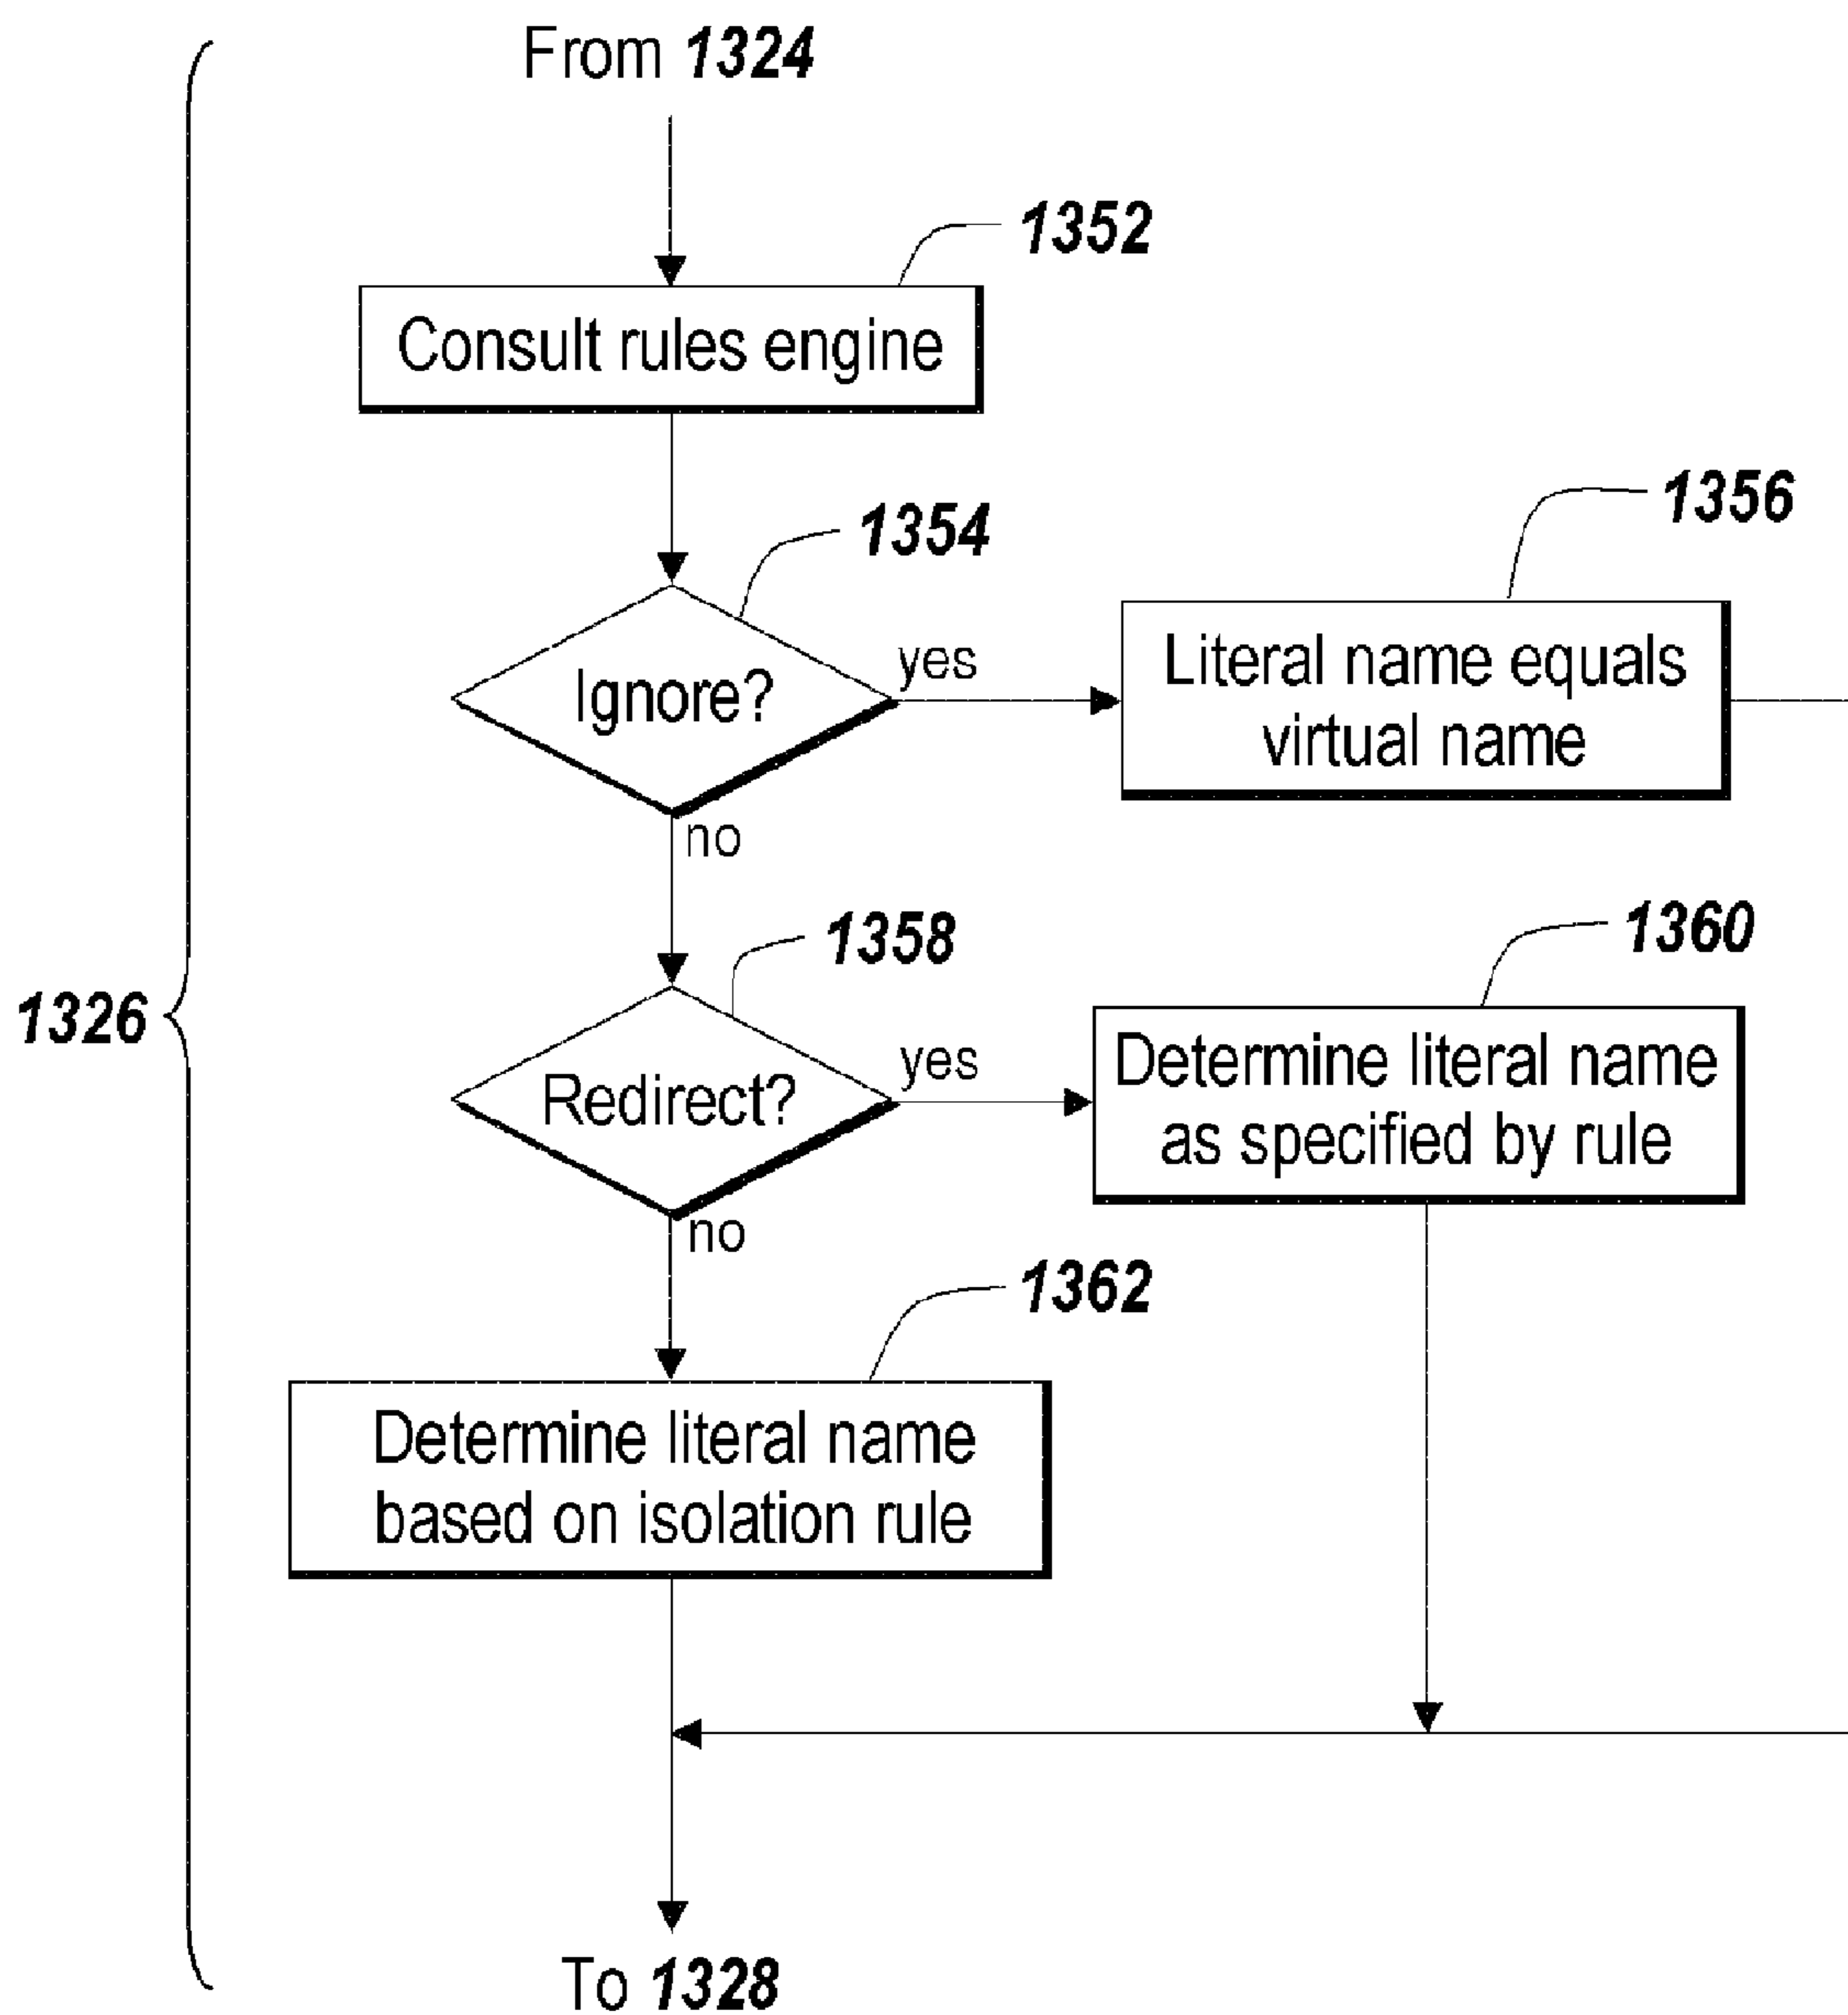 From 1324
1352
Consult rules engine
1354
1356
Ignore?
yes
Literal name equals
virtual name
no
1358
1360
1326
Redirect?
yes
Determine literal name
as specified by rule
no
1362
Determine literal name
based on isolation rule
To 1328